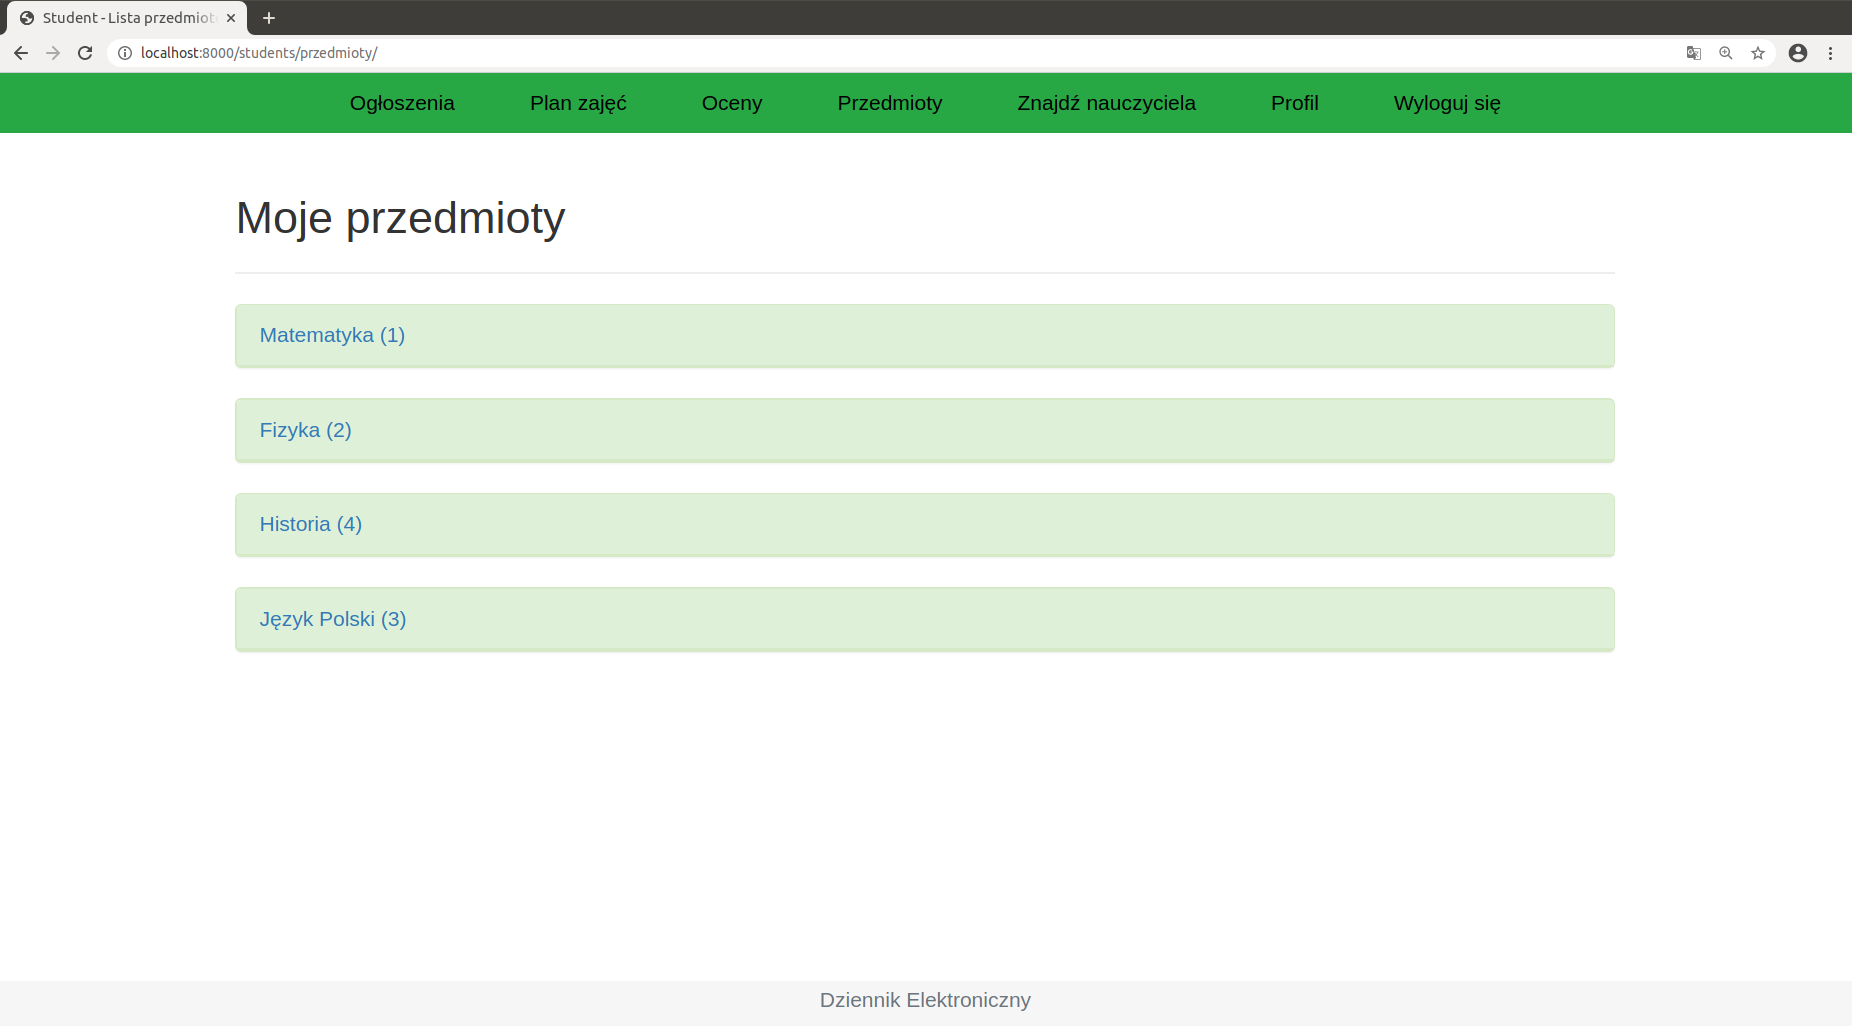 Student - Lista przedmiot
localhost:8000/students/przedmioty/
Ogłoszenia Plan zajęć Oceny Przedmioty Znajdź nauczyciela Profil Wyloguj się
Moje przedmioty
Matematyka (1)
Fizyka (2)
Historia (4)
Język Polski (3)
Dziennik Elektroniczny